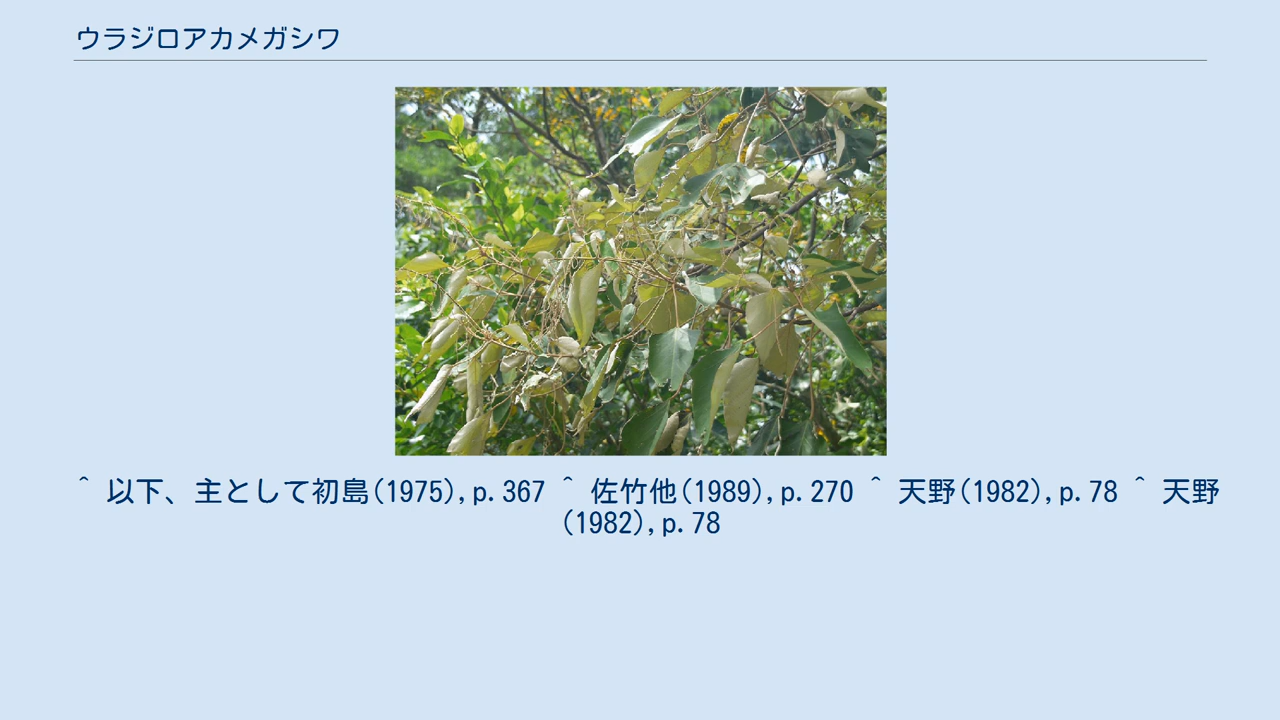 ウラジロアカメガシワ
^ 以下、主として初島(1975),p.367 ^ 佐竹他(1989),p.270 ^ 天野(1982),p.78 ^ 天野
(1982),p.78